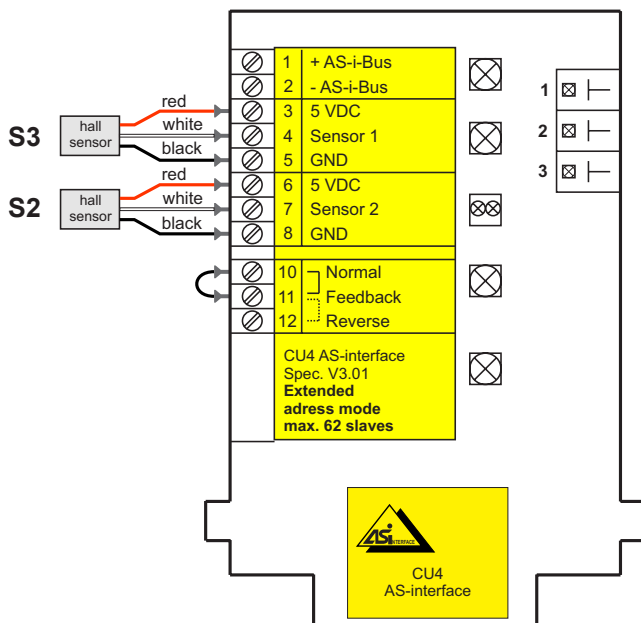 1 + AS-i-Bus
2 - AS-i-Bus
3 5 VDC
4 Sensor 1
5 GND
6 5 VDC
7 Sensor 2
8 GND
10 Normal
11 Feedback
12 Reverse
CU4 AS-interface
Spec. V3.01
Extended
adress mode
max. 62 slaves
S3
hall
sensor
red
white
black
S2
hall
sensor
red
white
black
1
2
3
ASi
INTERFACE
CU4
AS-interface